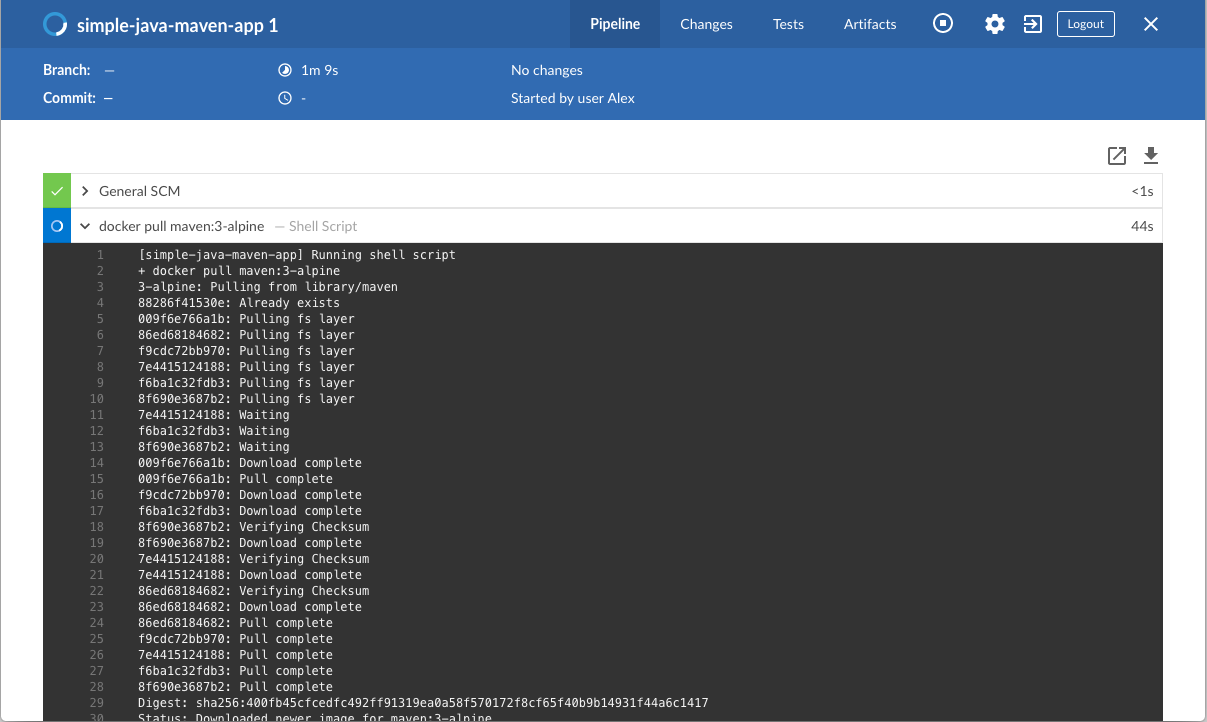 simple-java-maven-app 1 Pipeline Changes Tests Artifacts Logout
Branch: — 1m 9s No changes
Commit: — - Started by user Alex
General SCM <1s
docker pull maven:3-alpine — Shell Script 44s
1 [simple-java-maven-app] Running shell script
2 + docker pull maven:3-alpine
3 3-alpine: Pulling from library/maven
4 88286f41530e: Already exists
5 009f6e766a1b: Pulling fs layer
6 86ed68184682: Pulling fs layer
7 f9cdc72bb970: Pulling fs layer
8 7e4415124188: Pulling fs layer
9 f6ba1c32fdb3: Pulling fs layer
10 8f690e3687b2: Pulling fs layer
11 7e4415124188: Waiting
12 f6ba1c32fdb3: Waiting
13 8f690e3687b2: Waiting
14 009f6e766a1b: Download complete
15 009f6e766a1b: Pull complete
16 f9cdc72bb970: Download complete
17 f6ba1c32fdb3: Download complete
18 8f690e3687b2: Verifying Checksum
19 8f690e3687b2: Download complete
20 7e4415124188: Verifying Checksum
21 7e4415124188: Download complete
22 86ed68184682: Verifying Checksum
23 86ed68184682: Download complete
24 86ed68184682: Pull complete
25 f9cdc72bb970: Pull complete
26 7e4415124188: Pull complete
27 f6ba1c32fdb3: Pull complete
28 8f690e3687b2: Pull complete
29 Digest: sha256:400fb45cfcedfc492ff91319ea0a58f570172f8cf65f40b9b14931f44a6c1417
30 Status: Downloaded newer image for maven:3-alpine